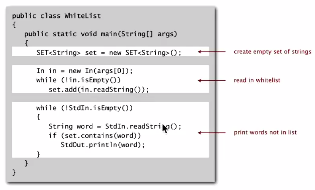 public class WhiteList
{
public static void main(String[] args)
{
SET<String> set = new SET<String>();
create empty set of strings
In in = new In(args[0]);
while (!in.isEmpty())
set.add(in.readString());
read in whitelist
while (!StdIn.isEmpty())
{
String word = StdIn.readString();
if (set.contains(word))
StdOut.println(word);
}
print words not in list
}
}